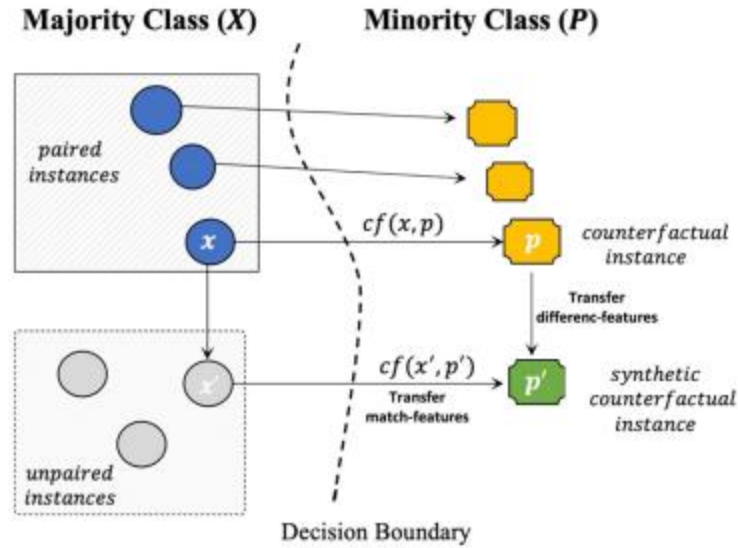 Majority Class (X)
Minority Class (P)
paired
instances
x
cf(x, p)
p
counterfactual
instance
Transfer
differenc-features
x'
cf(x', p')
Transfer
match-features
p'
synthetic
counterfactual
instance
unpaired
instances
Decision Boundary